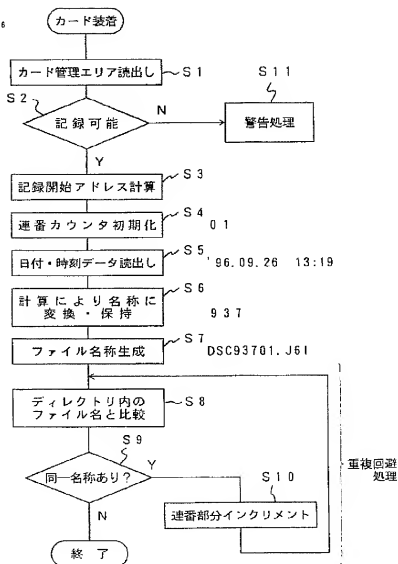 6
カード装着
カード管理エリア読出し
S1
S2
記録可能
N
S11
警告処理
Y
S3
記録開始アドレス計算
S4
連番カウンタ初期化
01
S5
日付・時刻データ読出し
'96.09.26 13:19
S6
計算により名称に
変換・保持
937
S7
ファイル名称生成
DSC93701.J6I
ディレクトリ内の
ファイル名と比較
S8
S9
同一名称あり?
Y
S10
連番部分インクリメント
重複回避
処理
N
終了